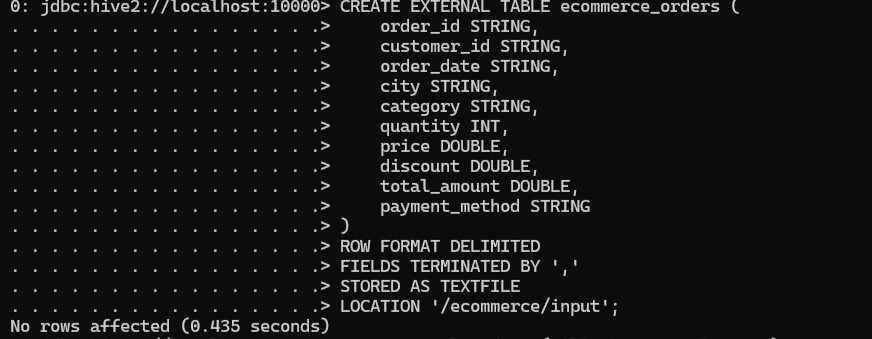 0: jdbc:hive2://localhost:10000> CREATE EXTERNAL TABLE ecommerce_orders (
. . . . . . . . . . . . . . . .>     order_id STRING,
. . . . . . . . . . . . . . . .>     customer_id STRING,
. . . . . . . . . . . . . . . .>     order_date STRING,
. . . . . . . . . . . . . . . .>     city STRING,
. . . . . . . . . . . . . . . .>     category STRING,
. . . . . . . . . . . . . . . .>     quantity INT,
. . . . . . . . . . . . . . . .>     price DOUBLE,
. . . . . . . . . . . . . . . .>     discount DOUBLE,
. . . . . . . . . . . . . . . .>     total_amount DOUBLE,
. . . . . . . . . . . . . . . .>     payment_method STRING
. . . . . . . . . . . . . . . .> )
. . . . . . . . . . . . . . . .> ROW FORMAT DELIMITED
. . . . . . . . . . . . . . . .> FIELDS TERMINATED BY ','
. . . . . . . . . . . . . . . .> STORED AS TEXTFILE
. . . . . . . . . . . . . . . .> LOCATION '/ecommerce/input';
No rows affected (0.435 seconds)